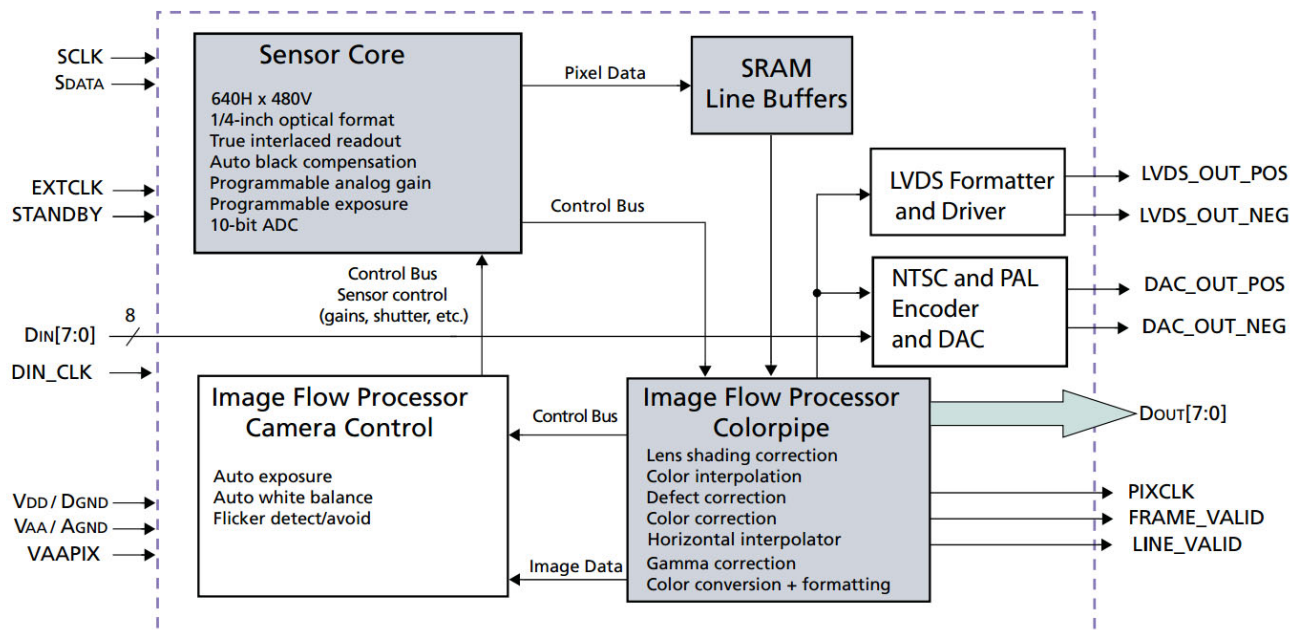 SCLK
SDATA
EXTCLK
STANDBY
8
DIN[7:0]
DIN_CLK
VDD / DGND
VAA / AGND
VAAPIX
Sensor Core
640H x 480V
1/4-inch optical format
True interlaced readout
Auto black compensation
Programmable analog gain
Programmable exposure
10-bit ADC
Pixel Data
SRAM
Line Buffers
Control Bus
Control Bus
Sensor control
(gains, shutter, etc.)
LVDS Formatter
and Driver
LVDS_OUT_POS
LVDS_OUT_NEG
NTSC and PAL
Encoder
and DAC
DAC_OUT_POS
DAC_OUT_NEG
Image Flow Processor
Camera Control
Auto exposure
Auto white balance
Flicker detect/avoid
Control Bus
Image Data
Image Flow Processor
Colorpipe
Lens shading correction
Color interpolation
Defect correction
Color correction
Horizontal interpolator
Gamma correction
Color conversion + formatting
DOUT[7:0]
PIXCLK
FRAME_VALID
LINE_VALID